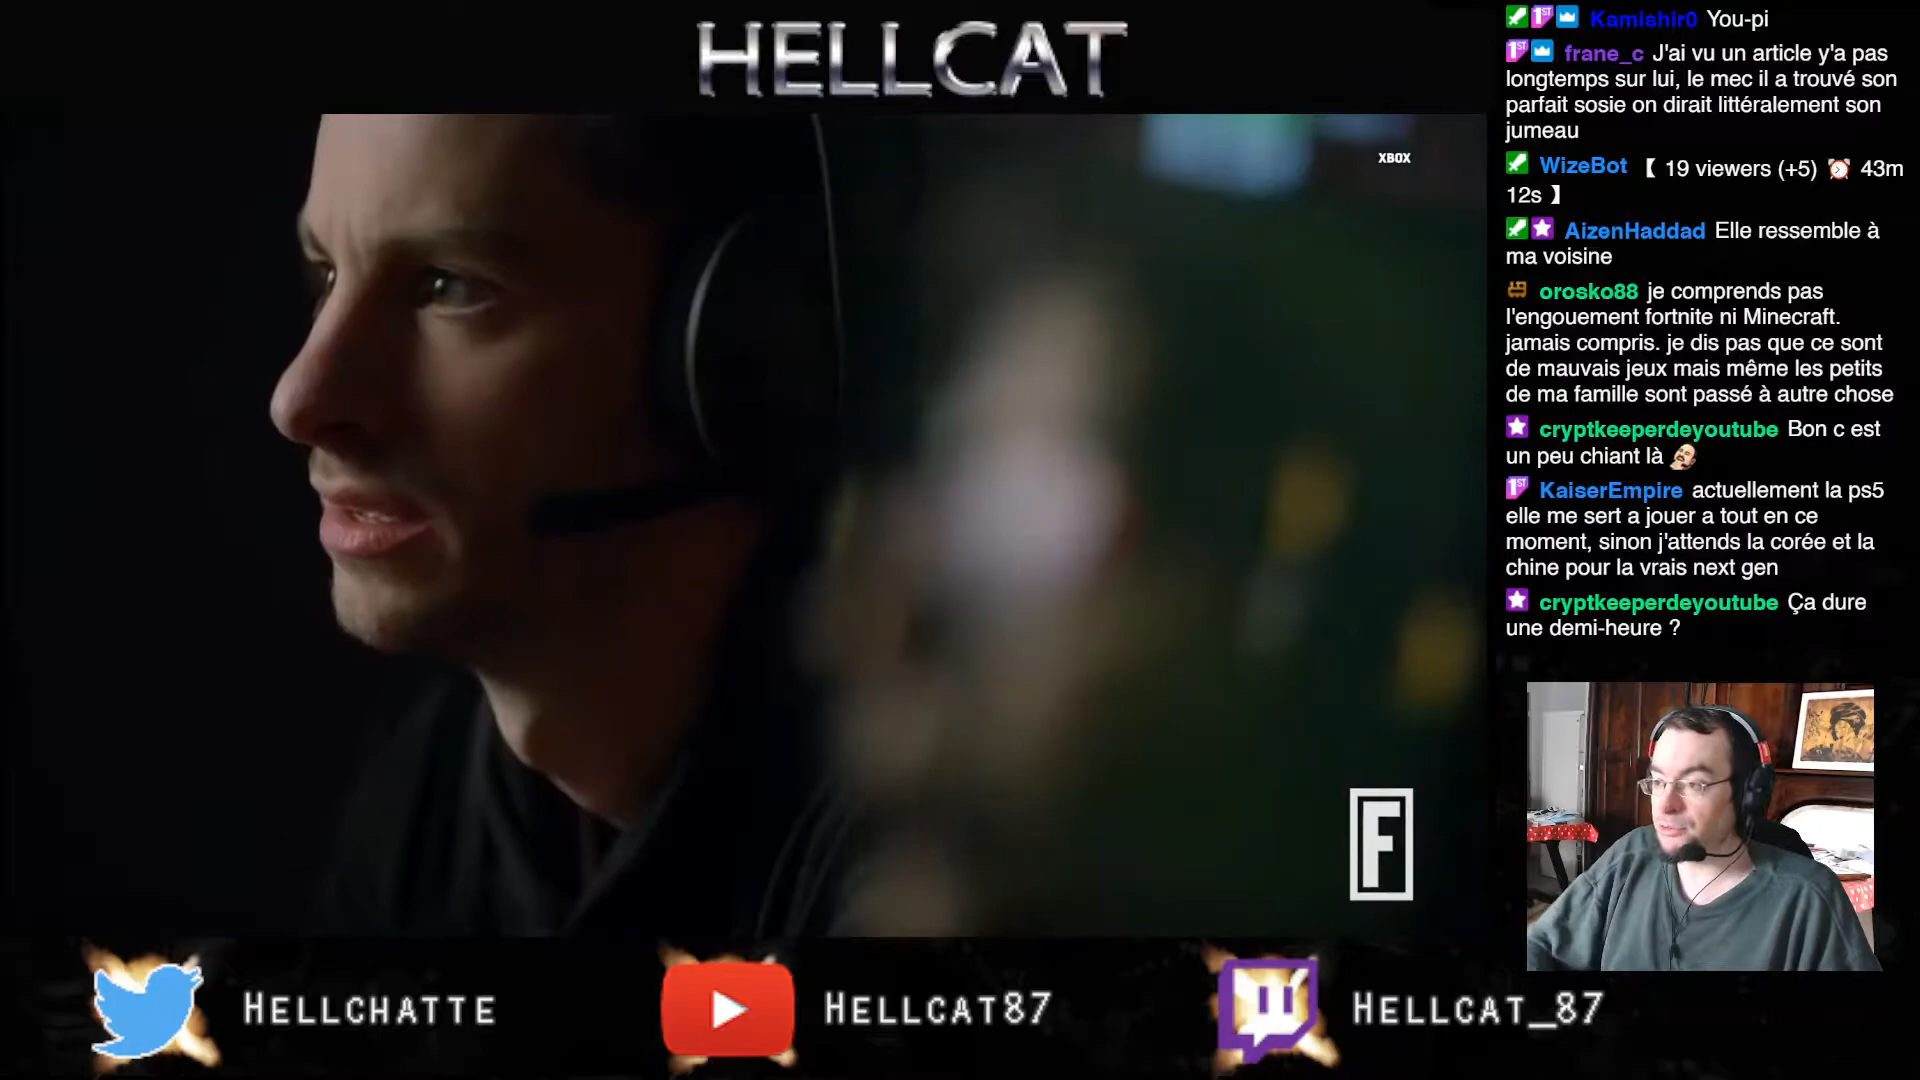 HELLCAT
XBOX
F
Kamishir0 You-pi
frane_c J'ai vu un article y'a pas
longtemps sur lui, le mec il a trouvé son
parfait sosie on dirait littéralement son
jumeau
WizeBot 【 19 viewers (+5) ⏰ 43m
12s 】
AizenHaddad Elle ressemble à
ma voisine
orosko88 je comprends pas
l'engouement fortnite ni Minecraft.
jamais compris. je dis pas que ce sont
de mauvais jeux mais même les petits
de ma famille sont passé à autre chose
cryptkeeperdeyoutube Bon c est
un peu chiant là
KaiserEmpire actuellement la ps5
elle me sert a jouer a tout en ce
moment, sinon j'attends la corée et la
chine pour la vrais next gen
cryptkeeperdeyoutube Ça dure
une demi-heure ?
HELLCHATTE
HELLCAT87
HELLCAT_87